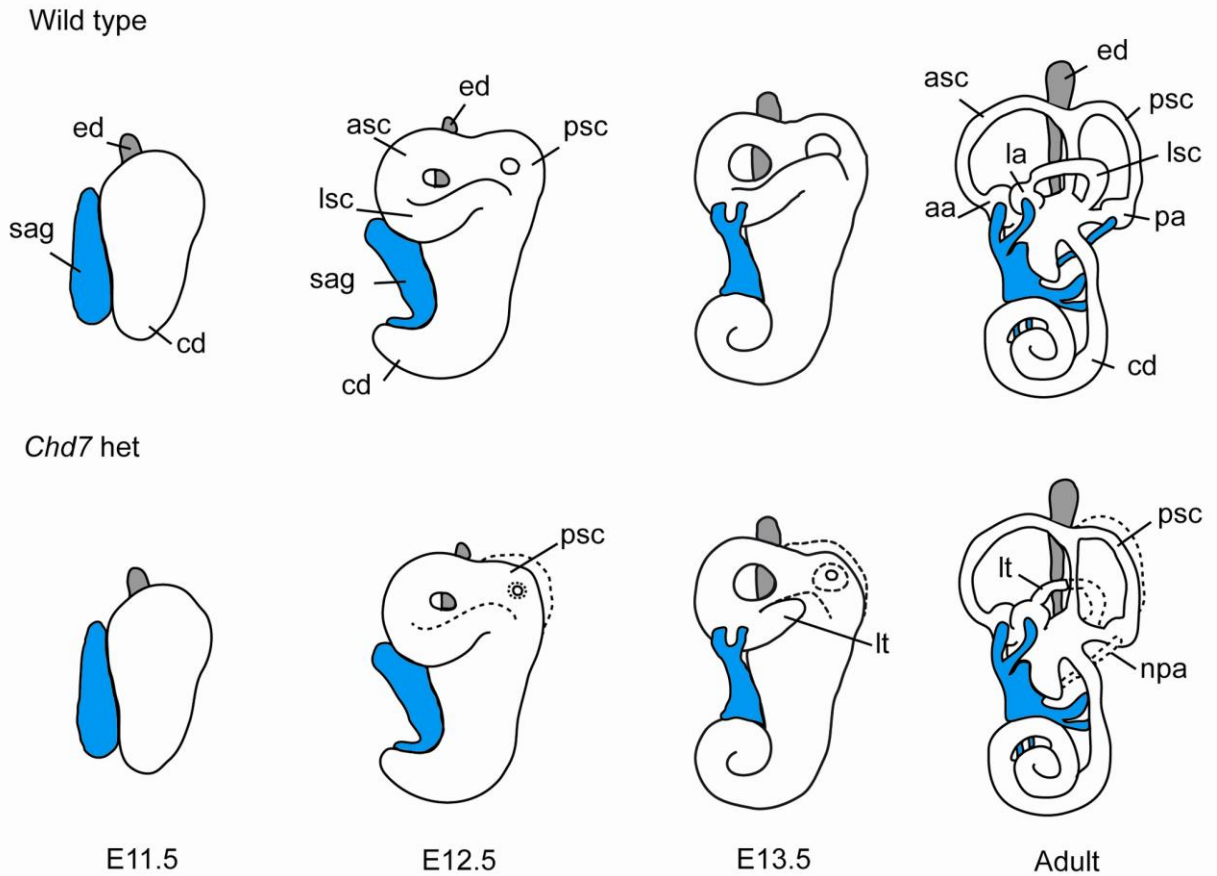 Wild type
ed
sag
cd
ed
asc
psc
lsc
sag
cd
ed
asc
psc
la
lsc
aa
pa
cd
Chd7 het
psc
lt
psc
lt
npa
E11.5
E12.5
E13.5
Adult